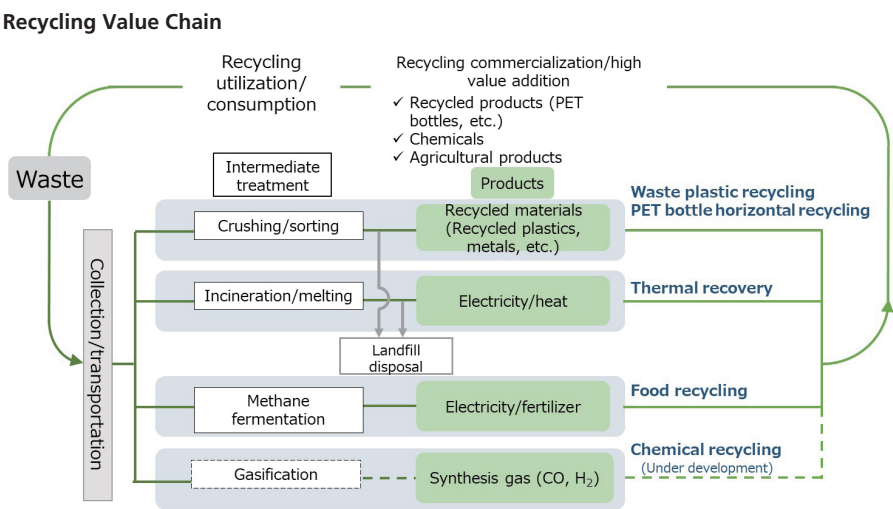 Recycling Value Chain
Recycling
utilization/
consumption
Recycling commercialization/high
value addition
✓ Recycled products (PET
bottles, etc.)
✓ Chemicals
✓ Agricultural products
Waste
Intermediate
treatment
Products
Collection/transportation
Crushing/sorting
Recycled materials
(Recycled plastics,
metals, etc.)
Waste plastic recycling
PET bottle horizontal recycling
Incineration/melting
Electricity/heat
Thermal recovery
Landfill
disposal
Methane
fermentation
Electricity/fertilizer
Food recycling
Gasification
Synthesis gas (CO, H₂)
Chemical recycling
(Under development)